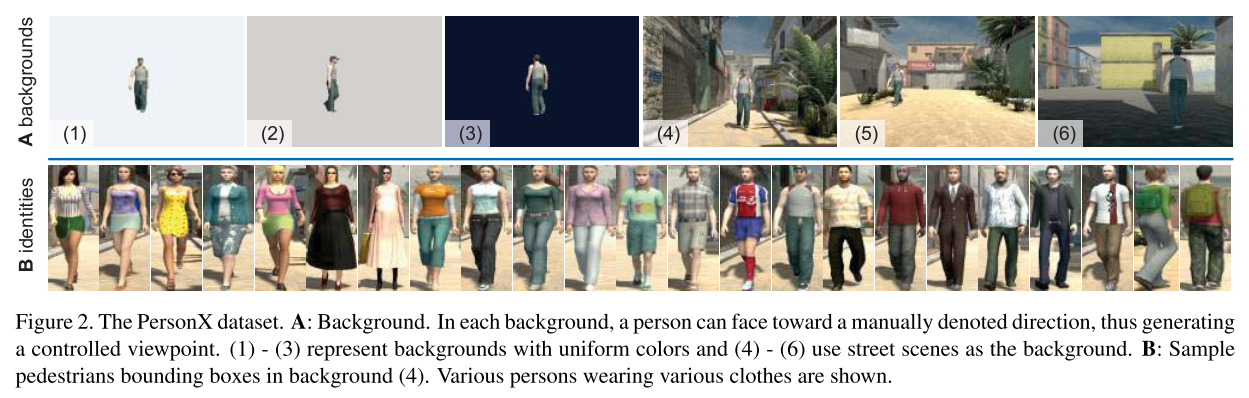 A backgrounds
(1)
(2)
(3)
(4)
(5)
(6)
B identities
Figure 2. The PersonX dataset. A: Background. In each background, a person can face toward a manually denoted direction, thus generating
a controlled viewpoint. (1) - (3) represent backgrounds with uniform colors and (4) - (6) use street scenes as the background. B: Sample
pedestrians bounding boxes in background (4). Various persons wearing various clothes are shown.